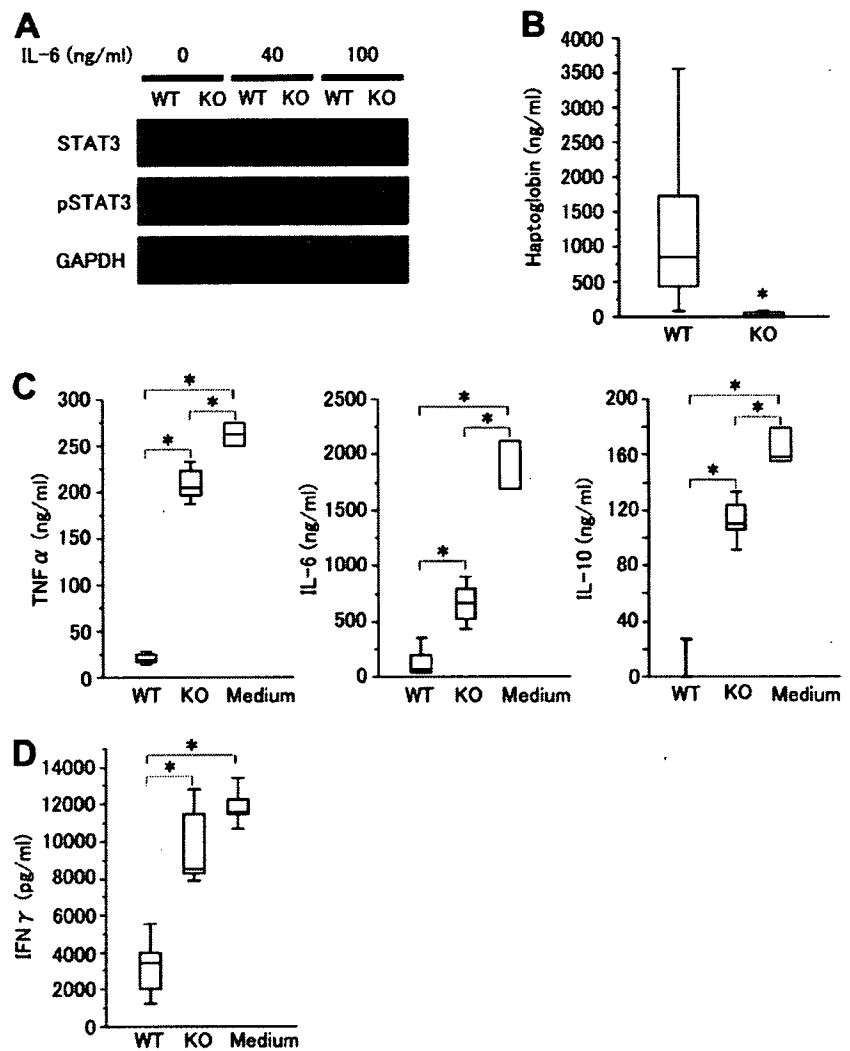 A
IL-6 (ng/ml) 0 40 100
WT KO WT KO WT KO
STAT3
pSTAT3
GAPDH
B
Haptoglobin (ng/ml)
4000
3500
3000
2500
2000
1500
1000
500
0
*
WT KO
C
TNF α (ng/ml)
300
250
200
150
100
50
0
* * *
WT KO Medium
IL-6 (ng/ml)
2500
2000
1500
1000
500
0
* * *
WT KO Medium
IL-10 (ng/ml)
200
160
120
80
40
0
* * *
WT KO Medium
D
IFN γ (pg/ml)
14000
12000
10000
8000
6000
4000
2000
0
* *
WT KO Medium